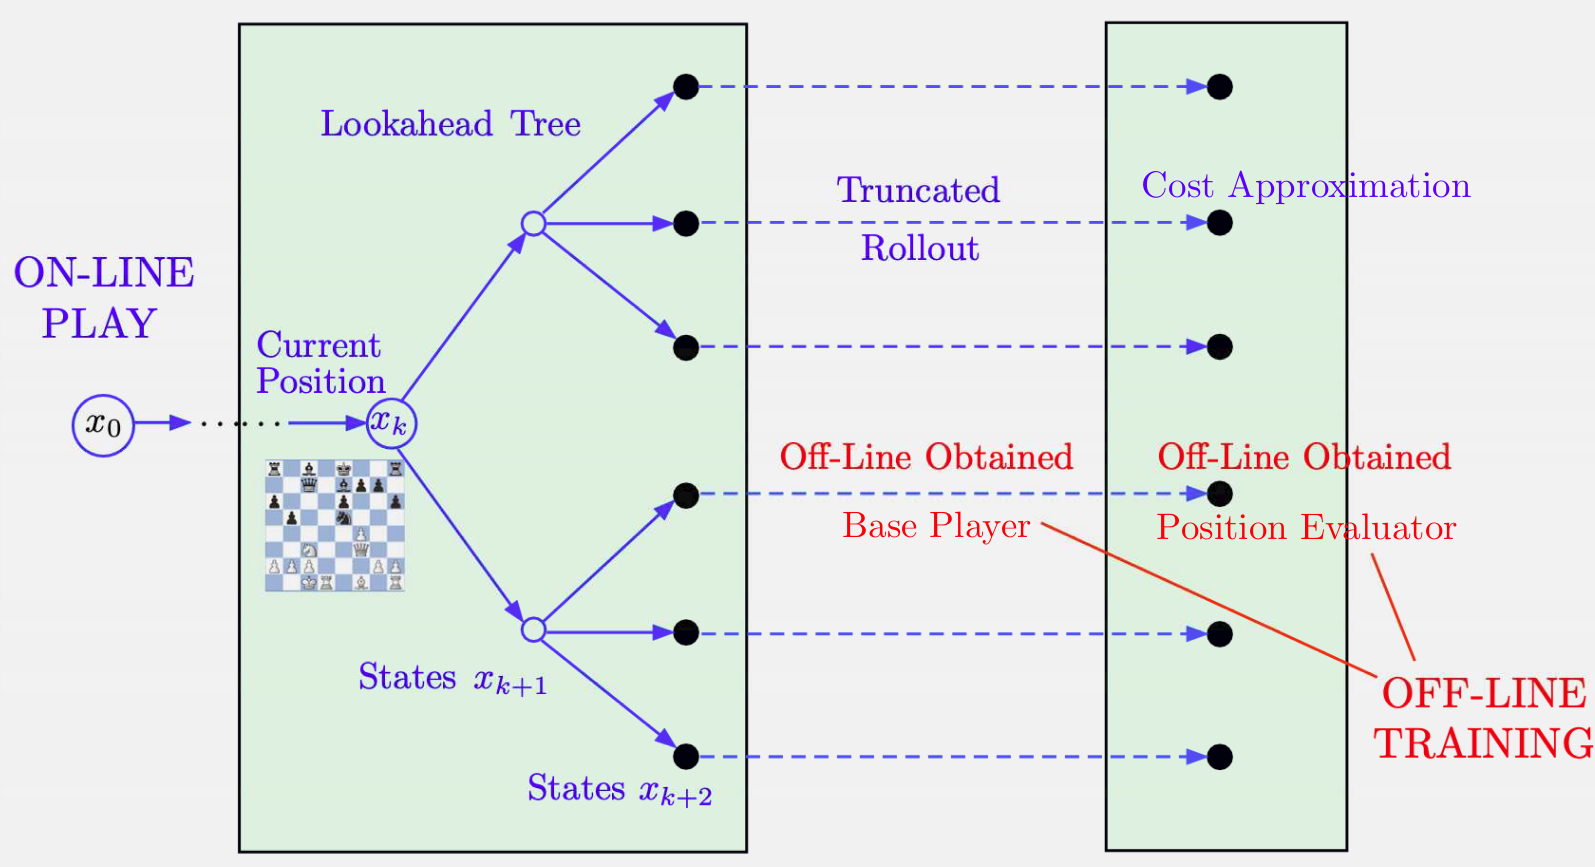 Lookahead Tree
Truncated
Rollout
Cost Approximation
ON-LINE
PLAY
Current
Position
x_0
......
x_k
Off-Line Obtained
Base Player
Off-Line Obtained
Position Evaluator
States x_{k+1}
States x_{k+2}
OFF-LINE
TRAINING